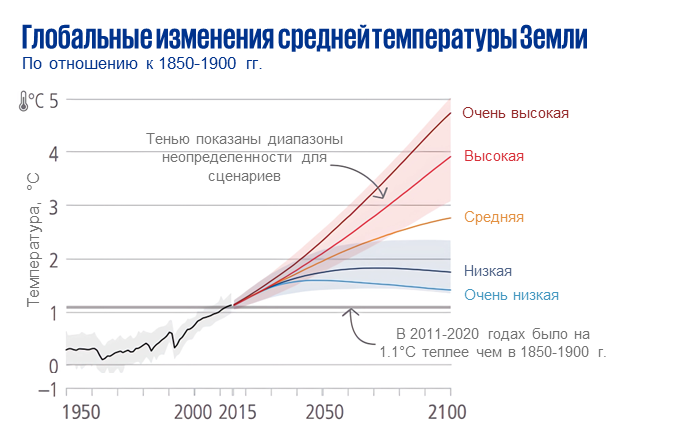 Глобальные изменения средней температуры Земли
По отношению к 1850-1900 гг.
°C 5
Очень высокая
Тенью показаны диапазоны
неопределенности для
сценариев
4
Высокая
3
Средняя
Температура, °C
2
Низкая
Очень низкая
1
В 2011-2020 годах было на
1.1°C теплее чем в 1850-1900 г.
0
−1
1950 2000 2015 2050 2100